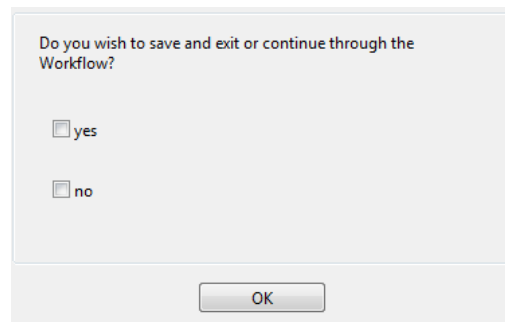 Do you wish to save and exit or continue through the
Workflow?
yes
no
OK